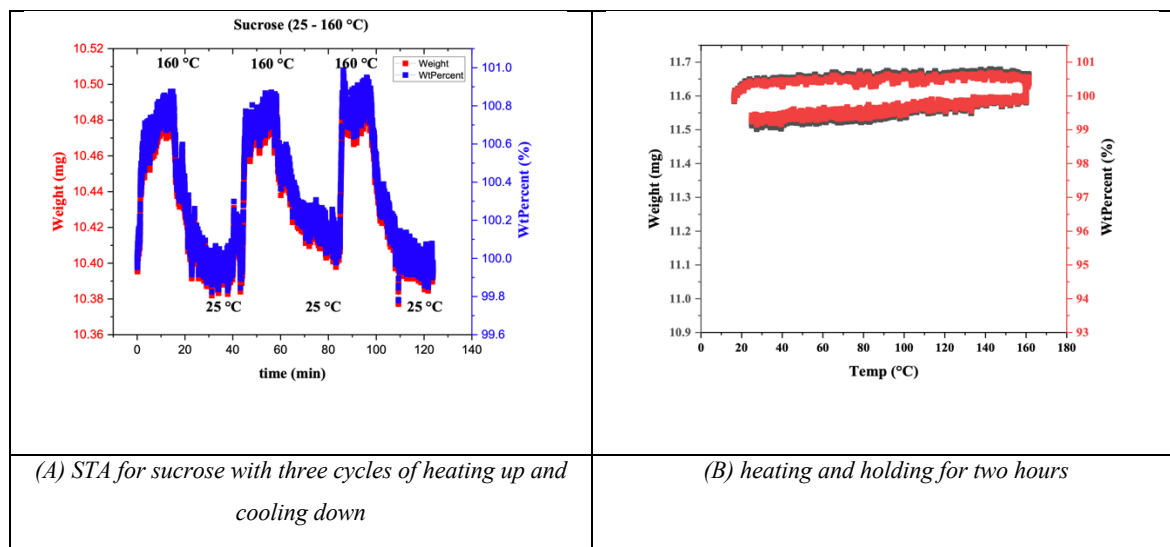 Sucrose (25 - 160 °C)
10.52
10.50
10.48
10.46
10.44
10.42
10.40
10.38
10.36
Weight (mg)
160 °C
160 °C
160 °C
Weight
WtPercent
25 °C
25 °C
25 °C
101.0
100.8
100.6
100.4
100.2
100.0
99.8
99.6
WtPercent (%)
0 20 40 60 80 100 120 140
time (min)
11.7
11.6
11.5
11.4
11.3
11.2
11.1
11.0
10.9
Weight (mg)
101
100
99
98
97
96
95
94
93
WtPercent (%)
0 20 40 60 80 100 120 140 160 180
Temp (°C)
(A) STA for sucrose with three cycles of heating up and
cooling down
(B) heating and holding for two hours